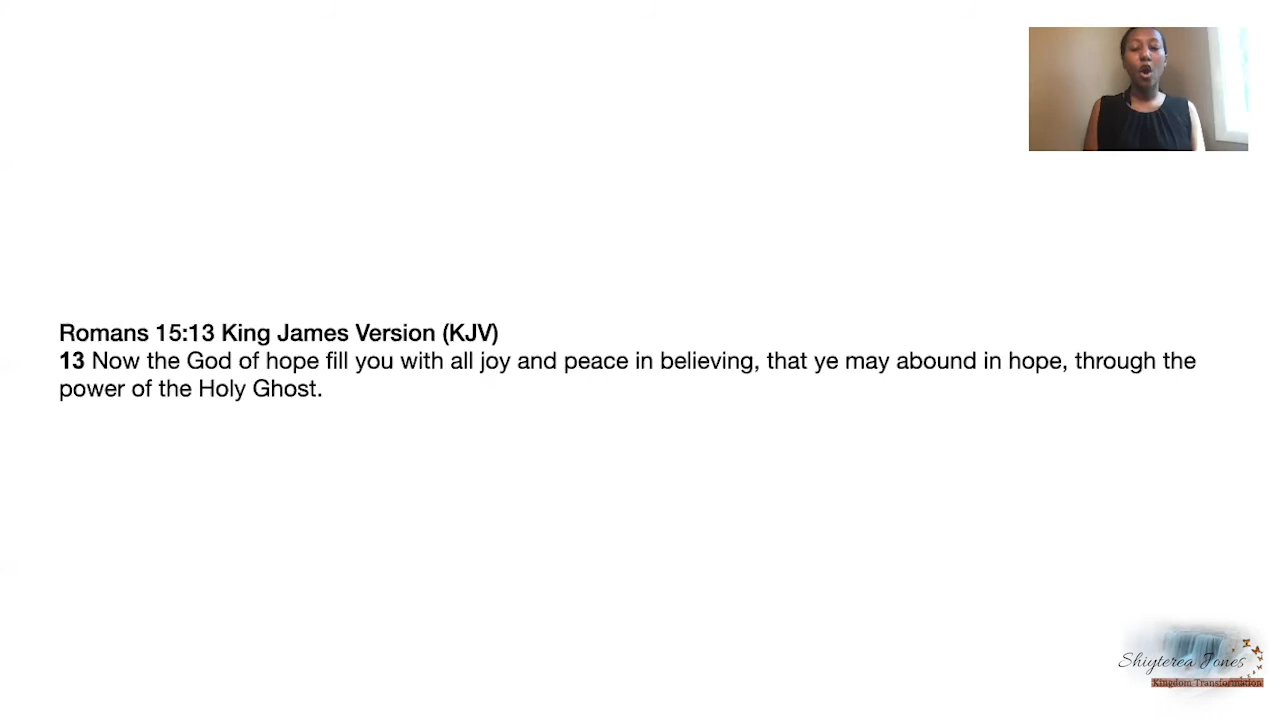 Romans 15:13 King James Version (KJV)
13 Now the God of hope fill you with all joy and peace in believing, that ye may abound in hope, through the
power of the Holy Ghost.
Shiyterea Jones
Kingdom Transformation